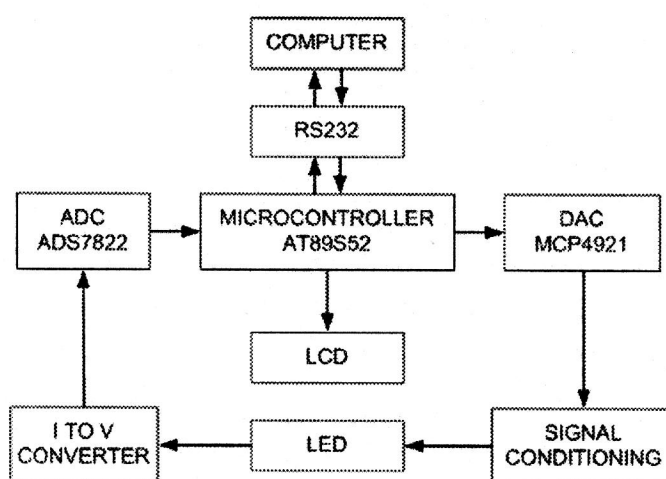 COMPUTER
RS232
ADC
ADS7822
MICROCONTROLLER
AT89S52
DAC
MCP4921
LCD
I TO V
CONVERTER
LED
SIGNAL
CONDITIONING